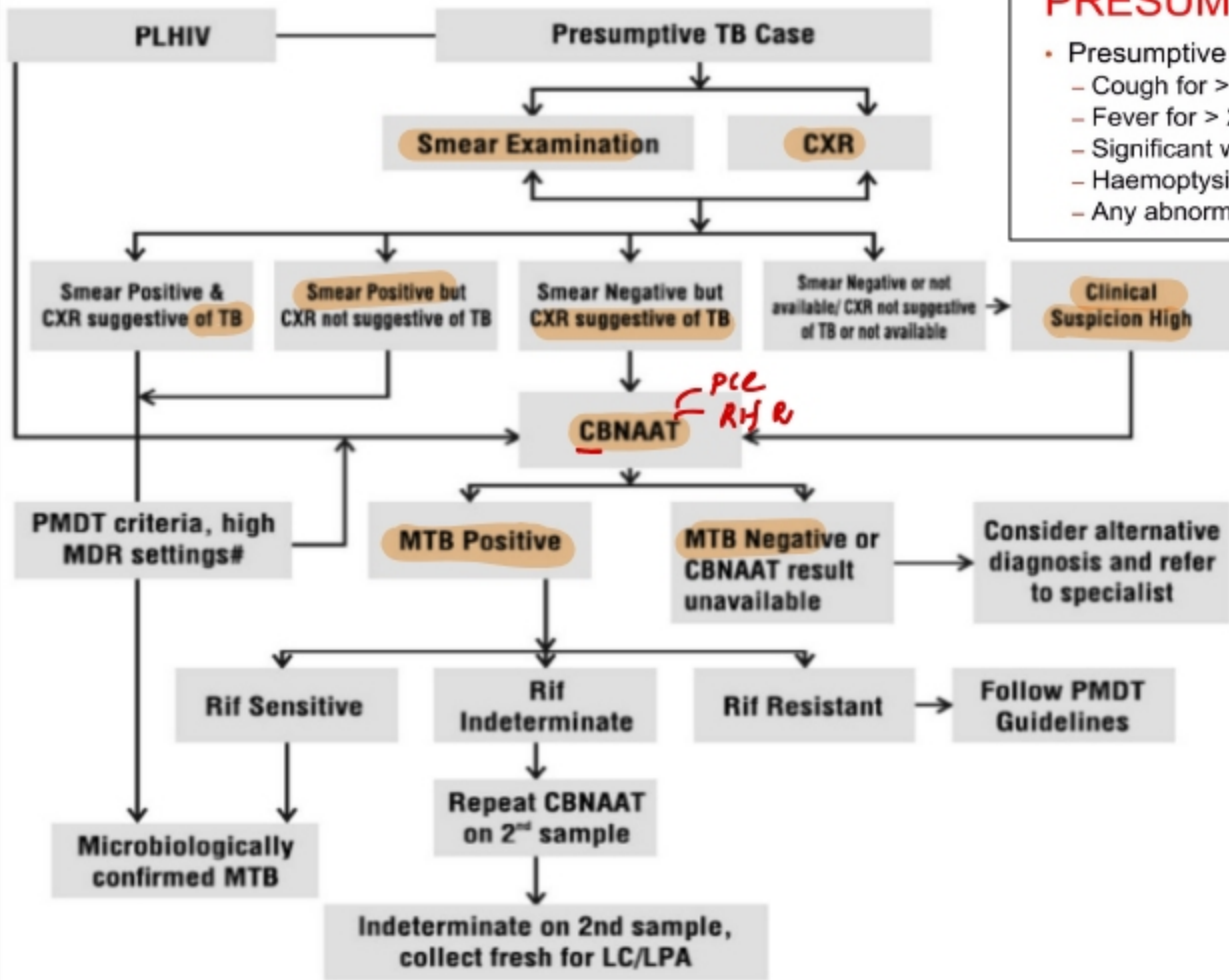 PLHIV
Presumptive TB Case
Smear Examination
CXR
Smear Positive &
CXR suggestive of TB
Smear Positive but
CXR not suggestive of TB
Smear Negative but
CXR suggestive of TB
Smear Negative or not
available/ CXR not suggestive
of TB or not available
Clinical
Suspicion High
CBNAAT
PCR
PMDT criteria, high
MDR settings#
MTB Positive
MTB Negative or
CBNAAT result
unavailable
Consider alternative
diagnosis and refer
to specialist
Rif Sensitive
Rif
Indeterminate
Rif Resistant
Follow PMDT
Guidelines
Repeat CBNAAT
on 2nd sample
Microbiologically
confirmed MTB
Indeterminate on 2nd sample,
collect fresh for LC/LPA
PRESUM
• Presumptive
– Cough for >
– Fever for >
– Significant
– Haemoptysi
– Any abnorm